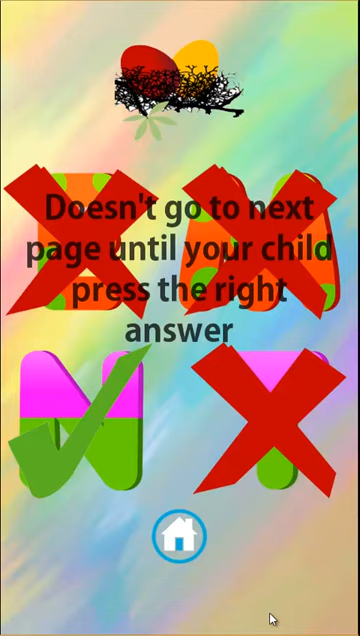 Doesn't go to next
page until your child
press the right
answer
N